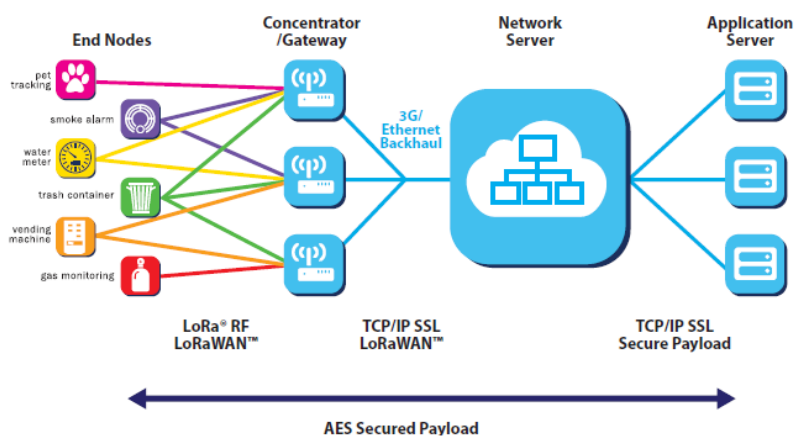 End Nodes
Concentrator
/Gateway
Network
Server
Application
Server
pet
tracking
smoke alarm
water
meter
trash container
vending
machine
gas monitoring
3G/
Ethernet
Backhaul
LoRa® RF
LoRaWAN™
TCP/IP SSL
LoRaWAN™
TCP/IP SSL
Secure Payload
AES Secured Payload